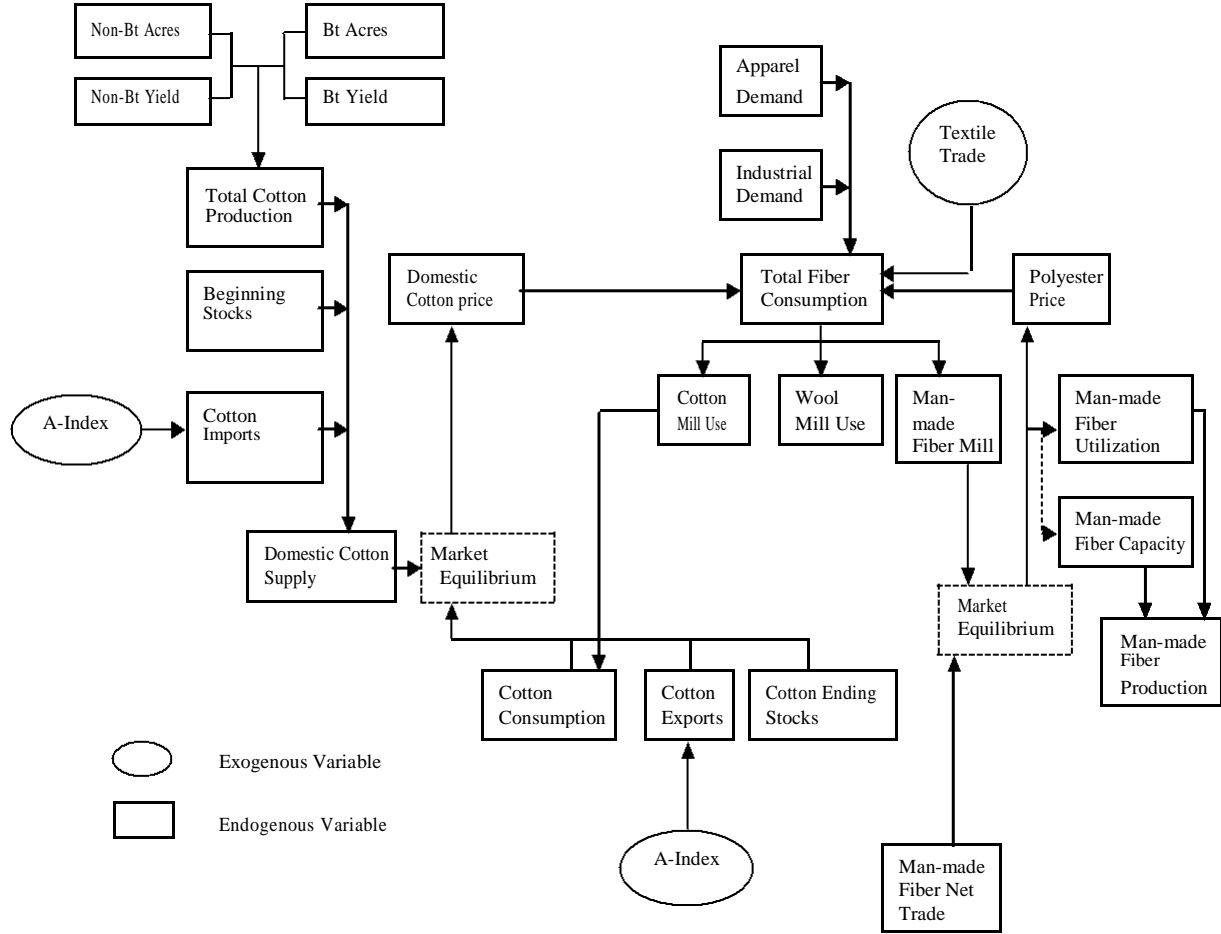 Non-Bt Acres
Bt Acres
Non-Bt Yield
Bt Yield
Apparel
Demand
Textile
Trade
Industrial
Demand
Total Cotton
Production
Domestic
Cotton price
Total Fiber
Consumption
Polyester
Price
Beginning
Stocks
A-Index
Cotton
Imports
Cotton
Mill Use
Wool
Mill Use
Man-
made
Fiber Mill
Man-made
Fiber
Utilization
Man-made
Fiber Capacity
Domestic Cotton
Supply
Market
Equilibrium
Market
Equilibrium
Man-made
Fiber
Production
Cotton
Consumption
Cotton
Exports
Cotton Ending
Stocks
Exogenous Variable
Endogenous Variable
A-Index
Man-made
Fiber Net
Trade